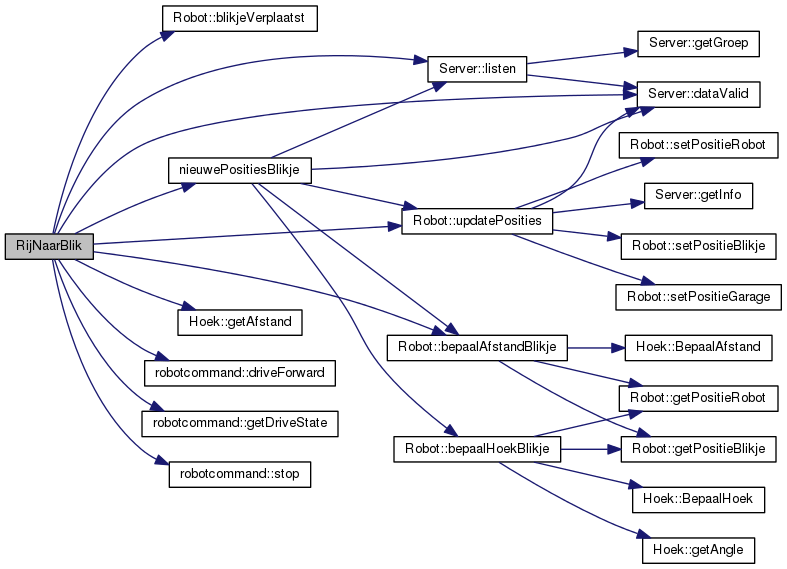 RijNaarBlik
Robot::blikjeVerplaatst
Server::listen
Server::getGroep
Server::dataValid
nieuwePositiesBlikje
Robot::updatePosities
Robot::setPositieRobot
Server::getInfo
Robot::setPositieBlikje
Robot::setPositieGarage
Hoek::getAfstand
Robot::bepaalAfstandBlikje
Hoek::BepaalAfstand
robotcommand::driveForward
Robot::getPositieRobot
robotcommand::getDriveState
Robot::bepaalHoekBlikje
Robot::getPositieBlikje
robotcommand::stop
Hoek::BepaalHoek
Hoek::getAngle